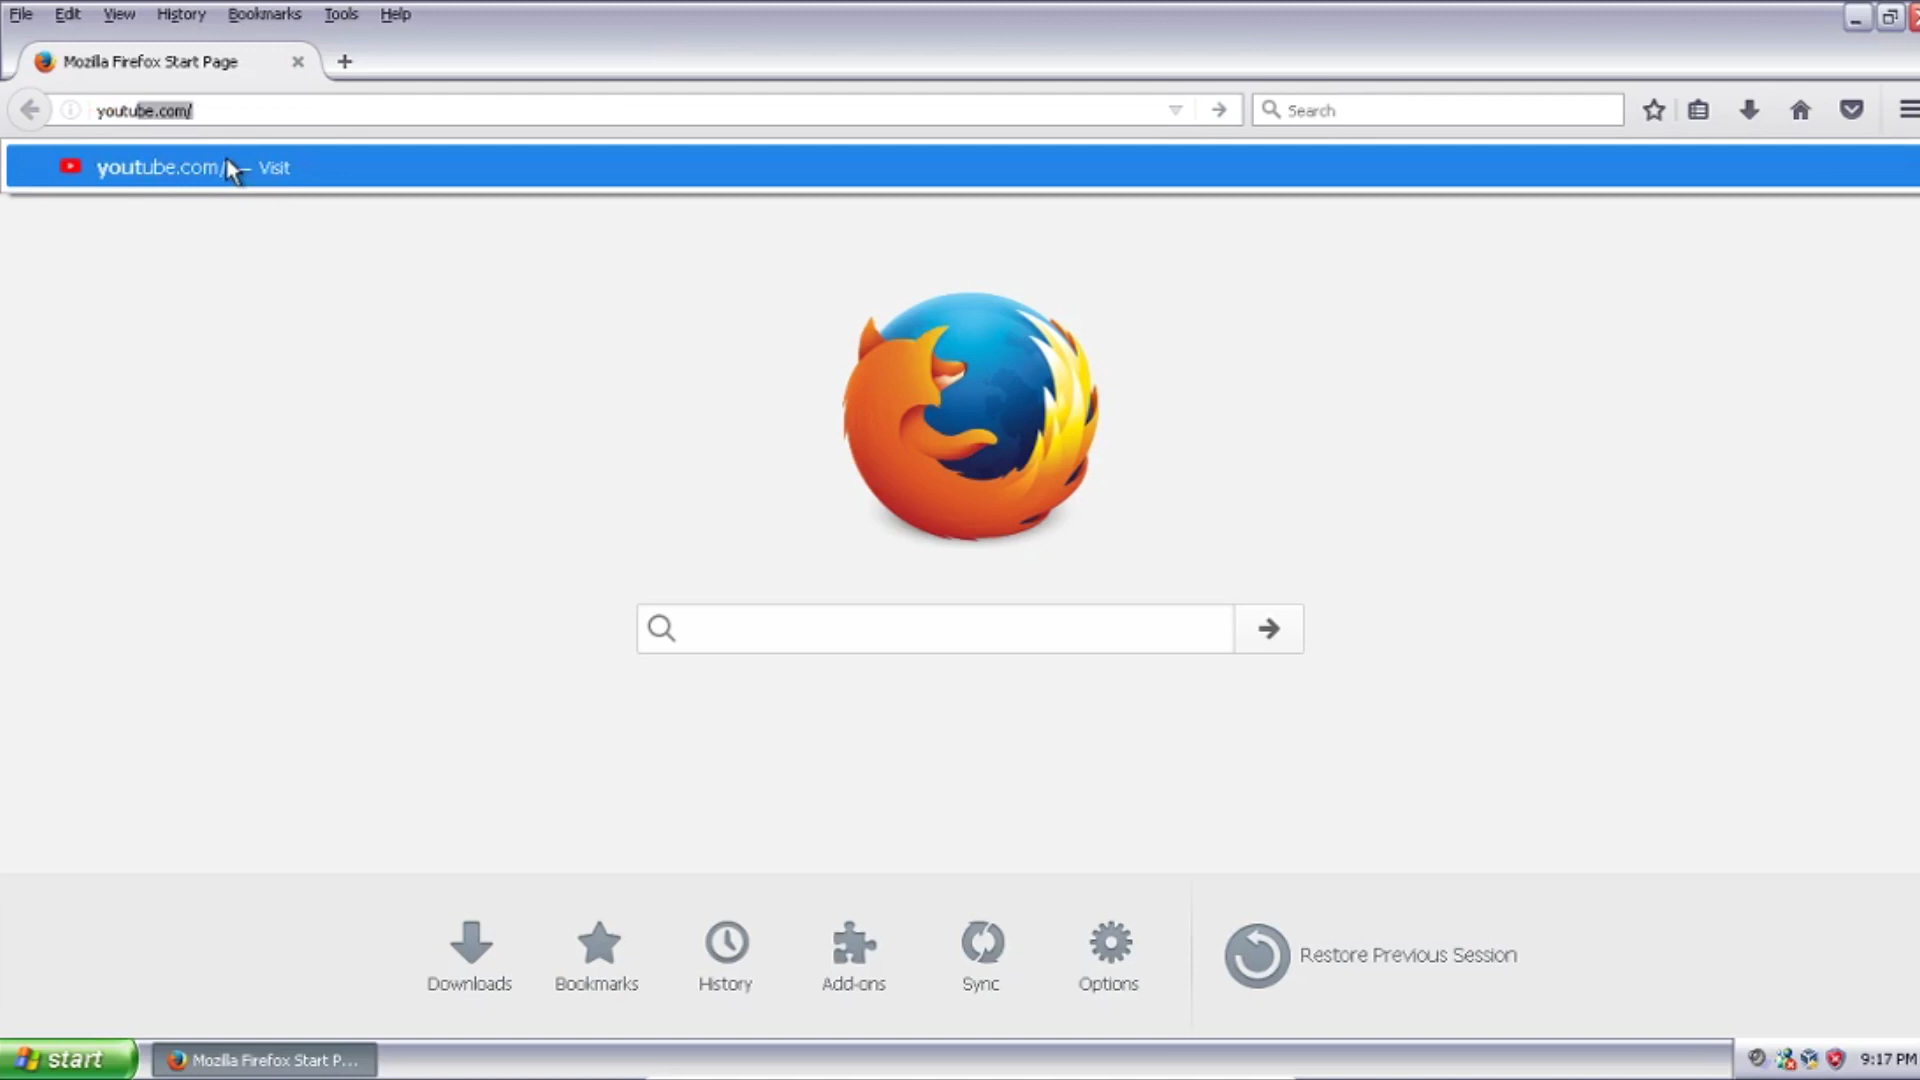 File Edit View History Bookmarks Tools Help
Mozilla Firefox Start Page
youtube.com/
Search
youtube.com/ — Visit
Downloads
Bookmarks
History
Add-ons
Sync
Options
Restore Previous Session
start
Mozilla Firefox Start P...
9:17 PM